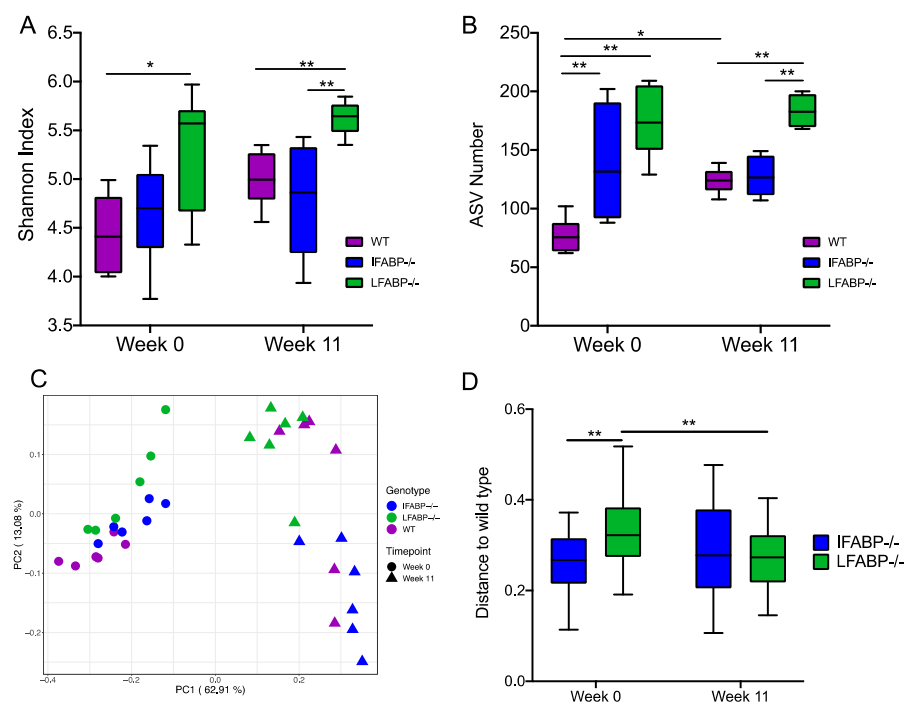 A
6.5
6.0
5.5
5.0
4.5
4.0
3.5
Shannon Index
*
**
**
WT
IFABP-/-
LFABP-/-
Week 0
Week 11
B
250
200
150
100
50
0
ASV Number
*
**
**
**
**
WT
IFABP-/-
LFABP-/-
Week 0
Week 11
C
0.1
0.0
−0.1
−0.2
PC2 ( 13.08 %)
−0.4
−0.2
0.0
0.2
PC1 ( 62.91 %)
Genotype
IFABP−/−
LFABP−/−
WT
Timepoint
Week 0
Week 11
D
0.6
0.4
0.2
0.0
Distance to wild type
**
**
IFABP-/-
LFABP-/-
Week 0
Week 11